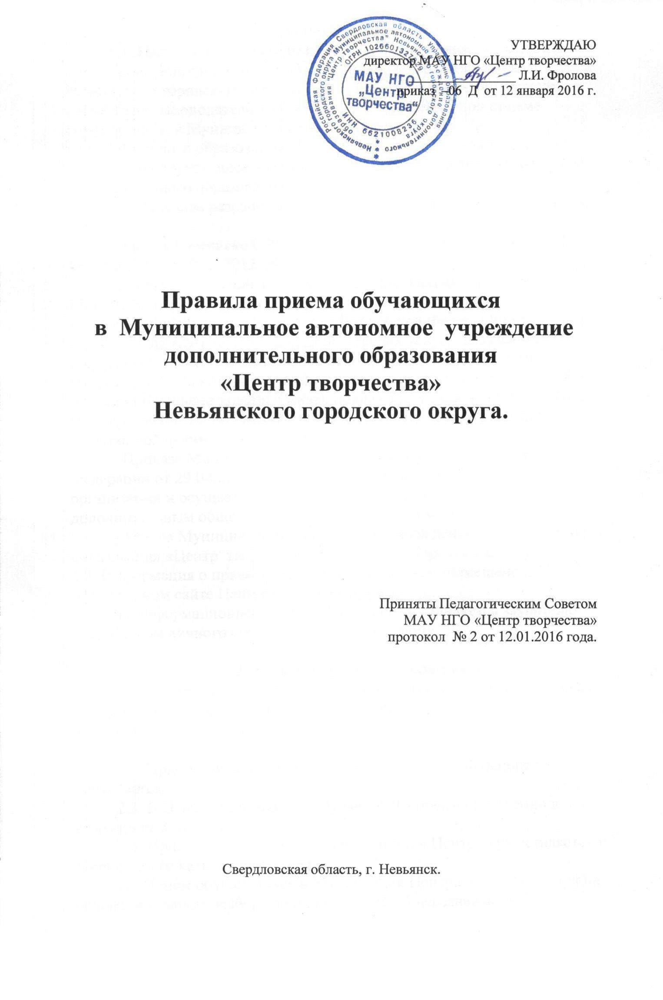 УТВЕРЖДАЮ
директор МАУ НГО «Центр творчества»
Л.И. Фролова
приказ 06 Д от 12 января 2016 г.
Российская Федерация Свердловская область Управление образования
Невьянского городского округа Муниципальное автономное учреждение дополнительного
образования "Центр творчества" Невьянского городского округа
ОГРН 1026601327829
МАУ НГО
„Центр
творчества“
ИНН 6621008236
Правила приема обучающихся
в Муниципальное автономное учреждение
дополнительного образования
«Центр творчества»
Невьянского городского округа.
Приняты Педагогическим Советом
МАУ НГО «Центр творчества»
протокол № 2 от 12.01.2016 года.
Свердловская область, г. Невьянск.